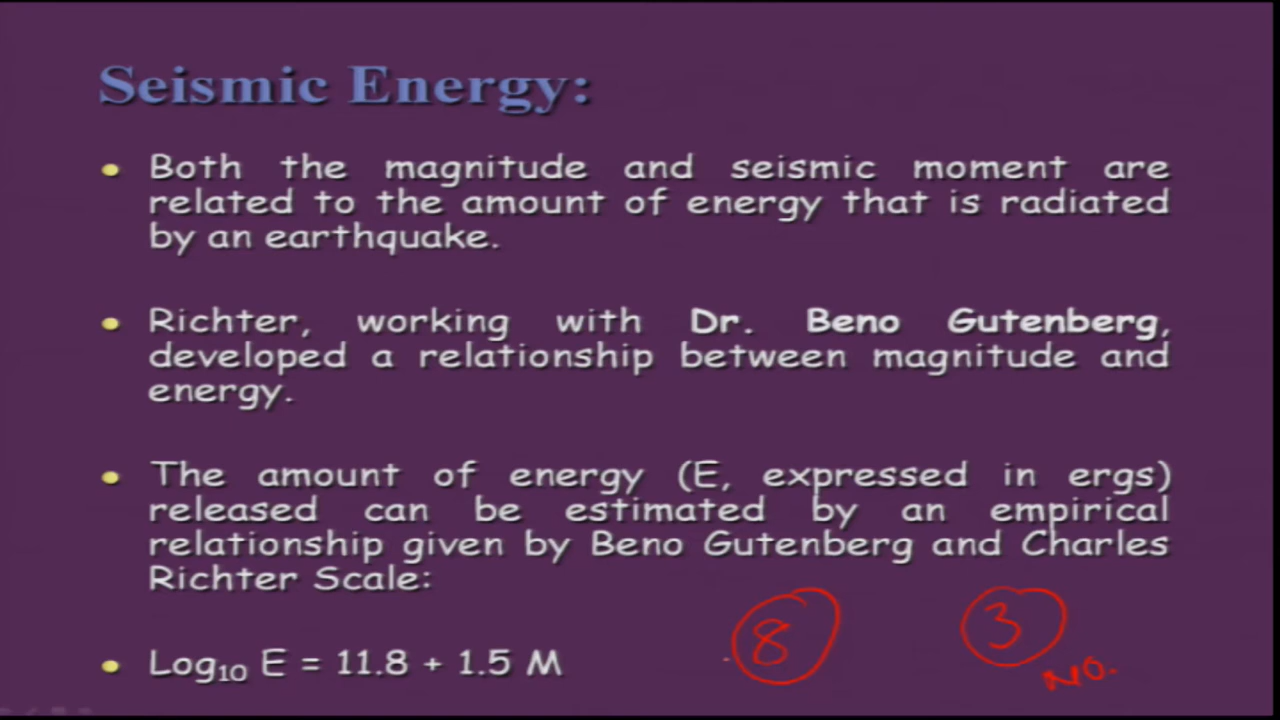 Seismic Energy:
Both the magnitude and seismic moment are
related to the amount of energy that is radiated
by an earthquake.
Richter, working with Dr. Beno Gutenberg,
developed a relationship between magnitude and
energy.
The amount of energy (E, expressed in ergs)
released can be estimated by an empirical
relationship given by Beno Gutenberg and Charles
Richter Scale:
8 3
NO.
Log₁₀ E = 11.8 + 1.5 M